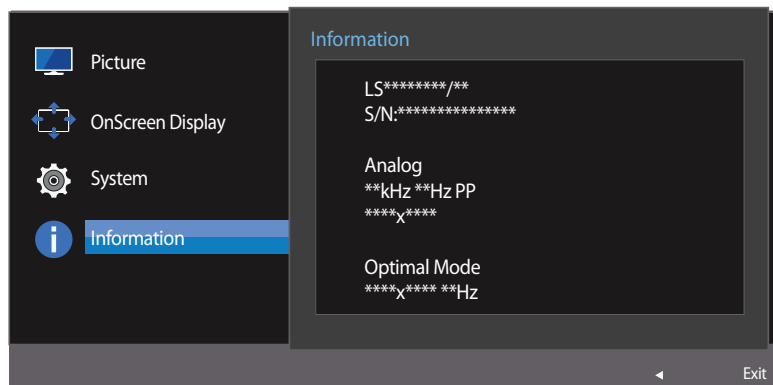 Picture
OnScreen Display
System
Information
Information
LS********/**
S/N:***************
Analog
**kHz **Hz PP
****x****
Optimal Mode
****x**** **Hz
Exit